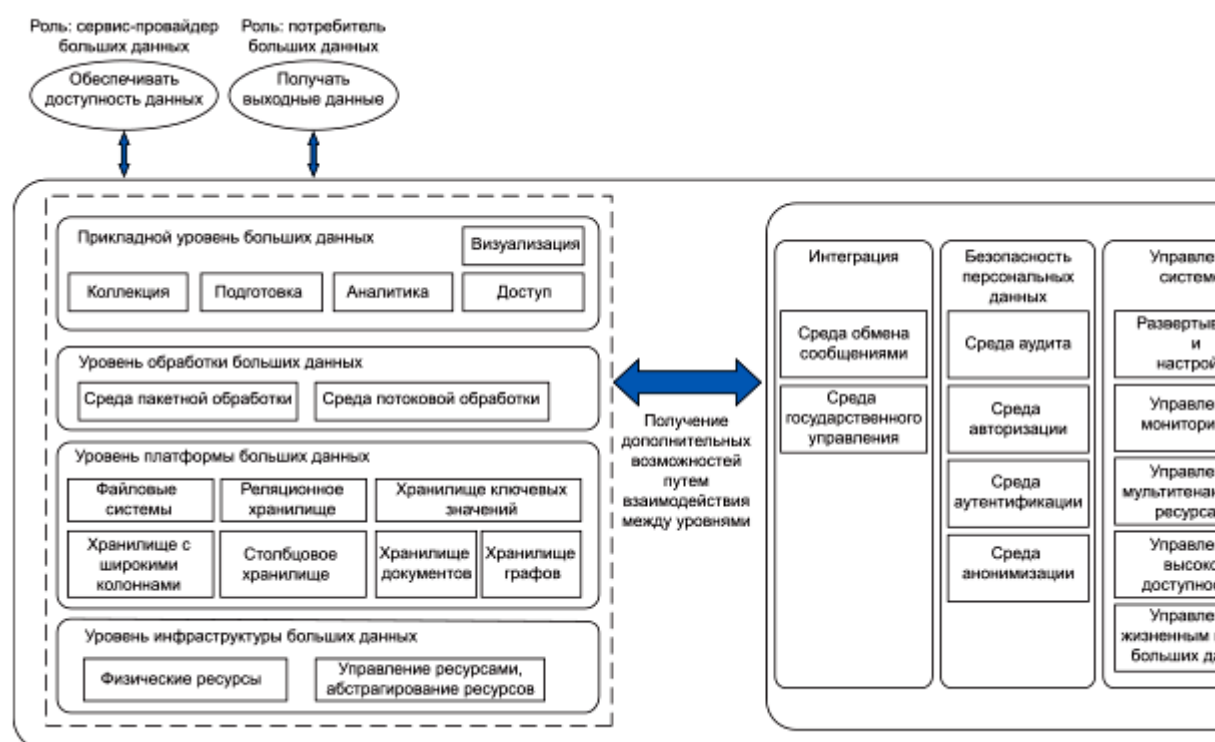 Роль: сервис-провайдер
больших данных
Обеспечивать
доступность данных
Роль: потребитель
больших данных
Получать
выходные данные
Прикладной уровень больших данных
Визуализация
Коллекция
Подготовка
Аналитика
Доступ
Уровень обработки больших данных
Среда пакетной обработки
Среда потоковой обработки
Уровень платформы больших данных
Файловые
системы
Реляционное
хранилище
Хранилище ключевых
значений
Хранилище с
широкими
колоннами
Столбцовое
хранилище
Хранилище
документов
Хранилище
графов
Уровень инфраструктуры больших данных
Физические ресурсы
Управление ресурсами,
абстрагирование ресурсов
Получение
дополнительных
возможностей
путем
взаимодействия
между уровнями
Интеграция
Среда обмена
сообщениями
Среда
государственного
управления
Безопасность
персональных
данных
Среда аудита
Среда
авторизации
Среда
аутентификации
Среда
анонимизации
и